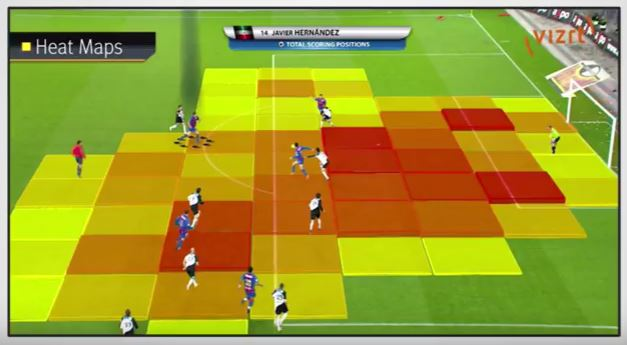 14 JAVIER HERNÁNDEZ
Heat Maps
TOTAL SCORING POSITIONS
vizrt